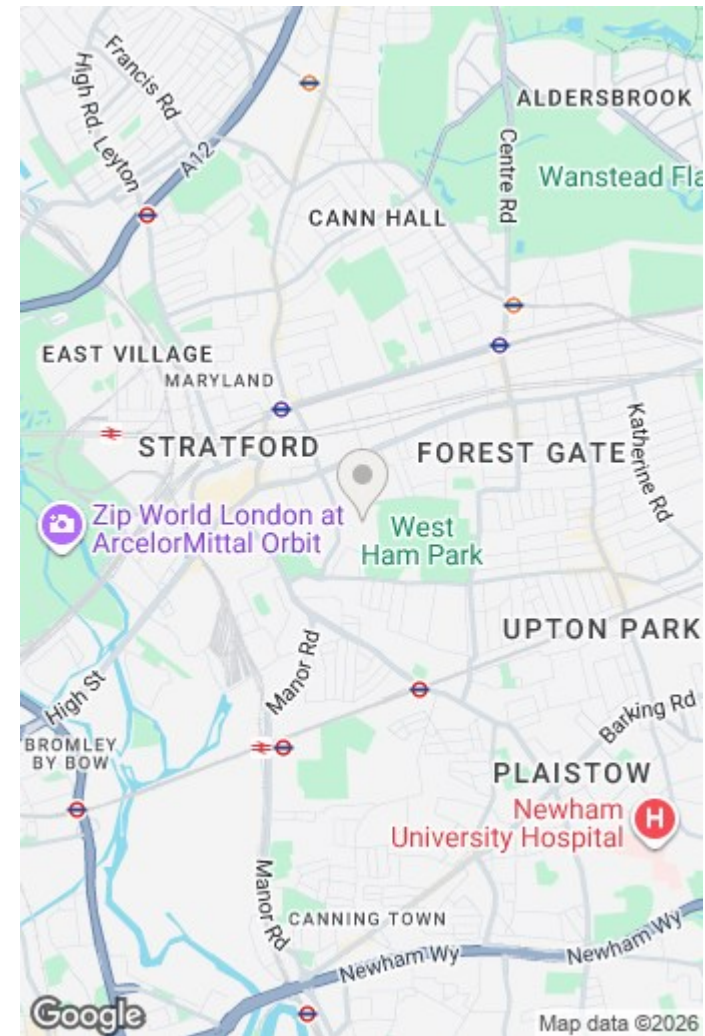 Francis Rd
High Rd. Leyton
A12
ALDERSBROOK
Centre Rd
Wanstead Fla
CANN HALL
EAST VILLAGE
MARYLAND
STRATFORD
FOREST GATE
Katherine Rd
Zip World London at
ArcelorMittal Orbit
West
Ham Park
UPTON PARK
Manor Rd
High St
Barking Rd
BROMLEY
BY BOW
PLAISTOW
Newham
University Hospital
H
Manor Rd
CANNING TOWN
Newham Wy
Newham Wy
Google
Map data ©2026